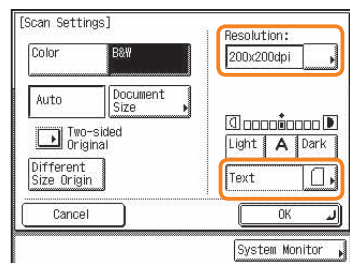 [Scan Settings]
Resolution:
Color
B&W
200x200dpi
Auto
Document
Size
Two-sided
Original
Light
A
Dark
Different
Size Origin
Text
Cancel
OK
System Monitor